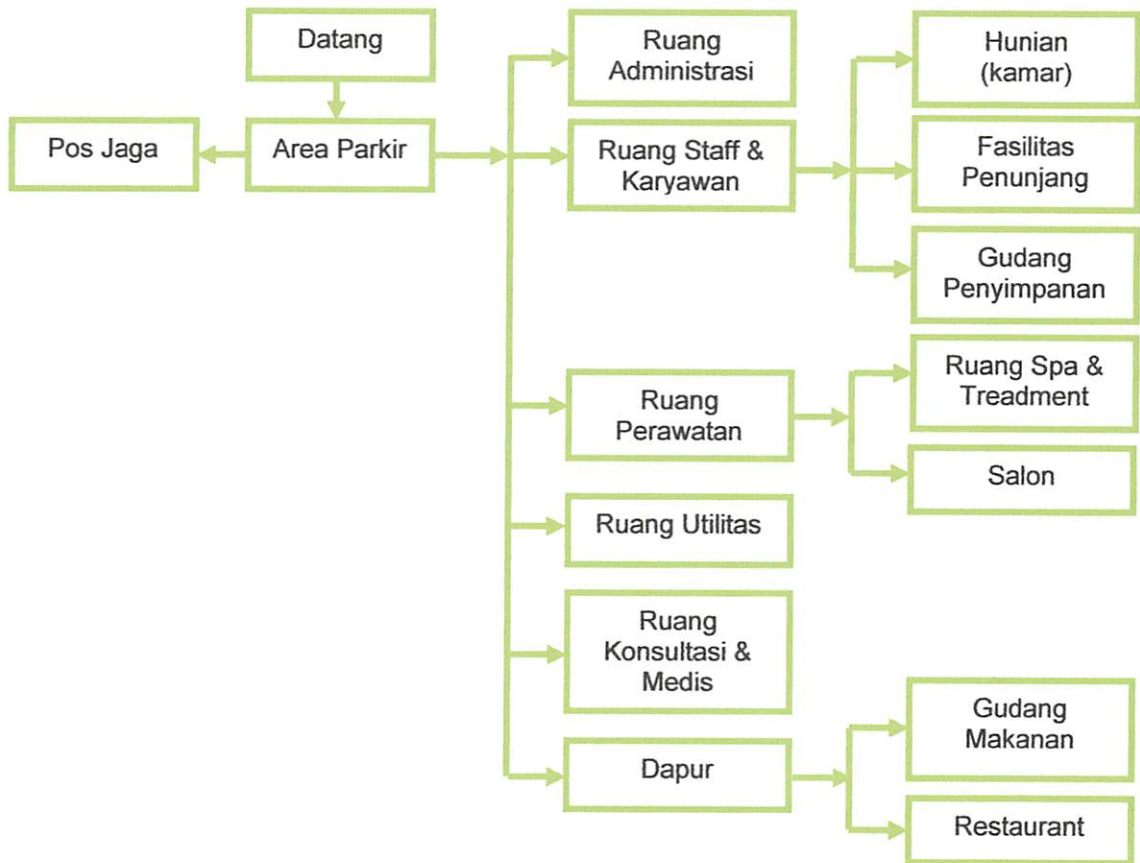 Datang
Pos Jaga
Area Parkir
Ruang
Administrasi
Ruang Staff &
Karyawan
Hunian
(kamar)
Fasilitas
Penunjang
Gudang
Penyimpanan
Ruang
Perawatan
Ruang Spa &
Treadment
Salon
Ruang Utilitas
Ruang
Konsultasi &
Medis
Dapur
Gudang
Makanan
Restaurant